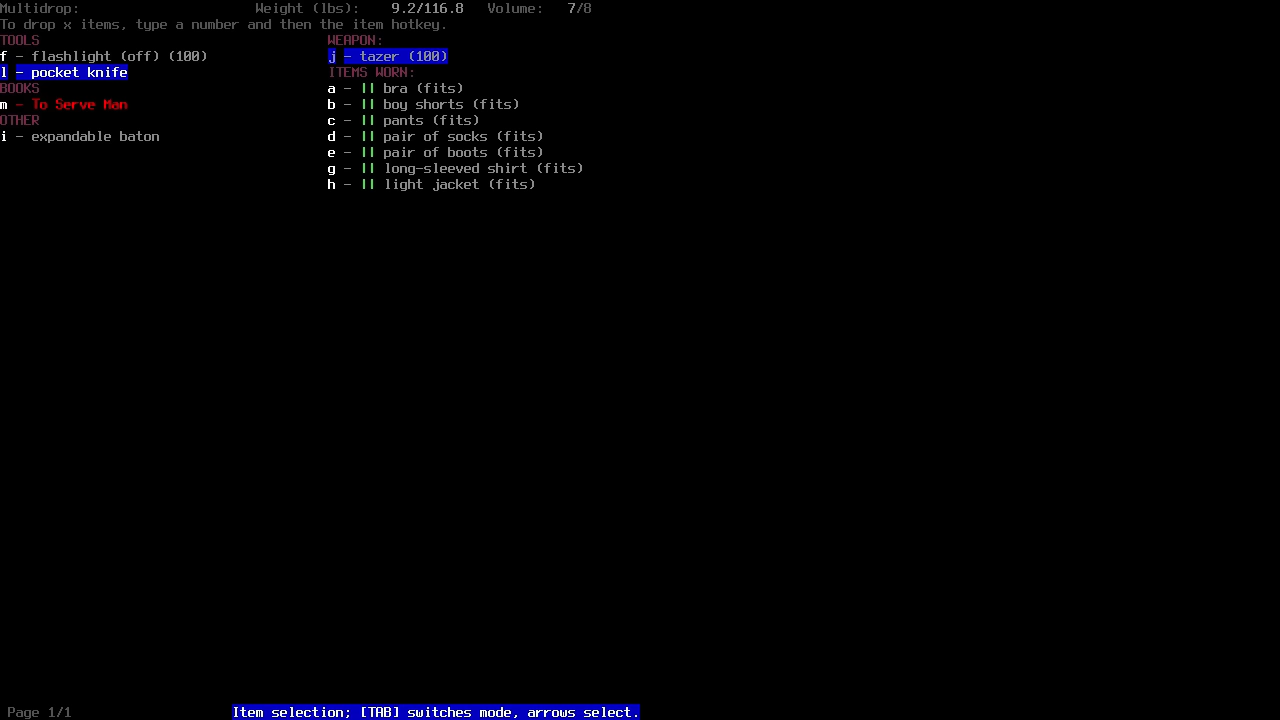 Multidrop: Weight (lbs): 9.2/116.8 Volume: 7/8
To drop x items, type a number and then the item hotkey.
TOOLS
f - flashlight (off) (100)
l - pocket knife
BOOKS
m - To Serve Man
OTHER
i - expandable baton
WEAPON:
j - tazer (100)
ITEMS WORN:
a - || bra (fits)
b - || boy shorts (fits)
c - || pants (fits)
d - || pair of socks (fits)
e - || pair of boots (fits)
g - || long-sleeved shirt (fits)
h - || light jacket (fits)
Page 1/1 Item selection; [TAB] switches mode, arrows select.